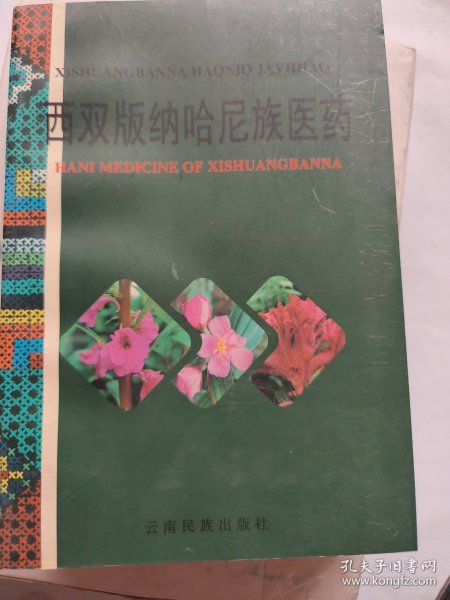 XISHUANGBANNA HAQNIQ JAVHHAQ
西双版纳哈尼族医药
HANI MEDICINE OF XISHUANGBANNA
云南民族出版社
孔夫子旧书网
www.kongfz.com